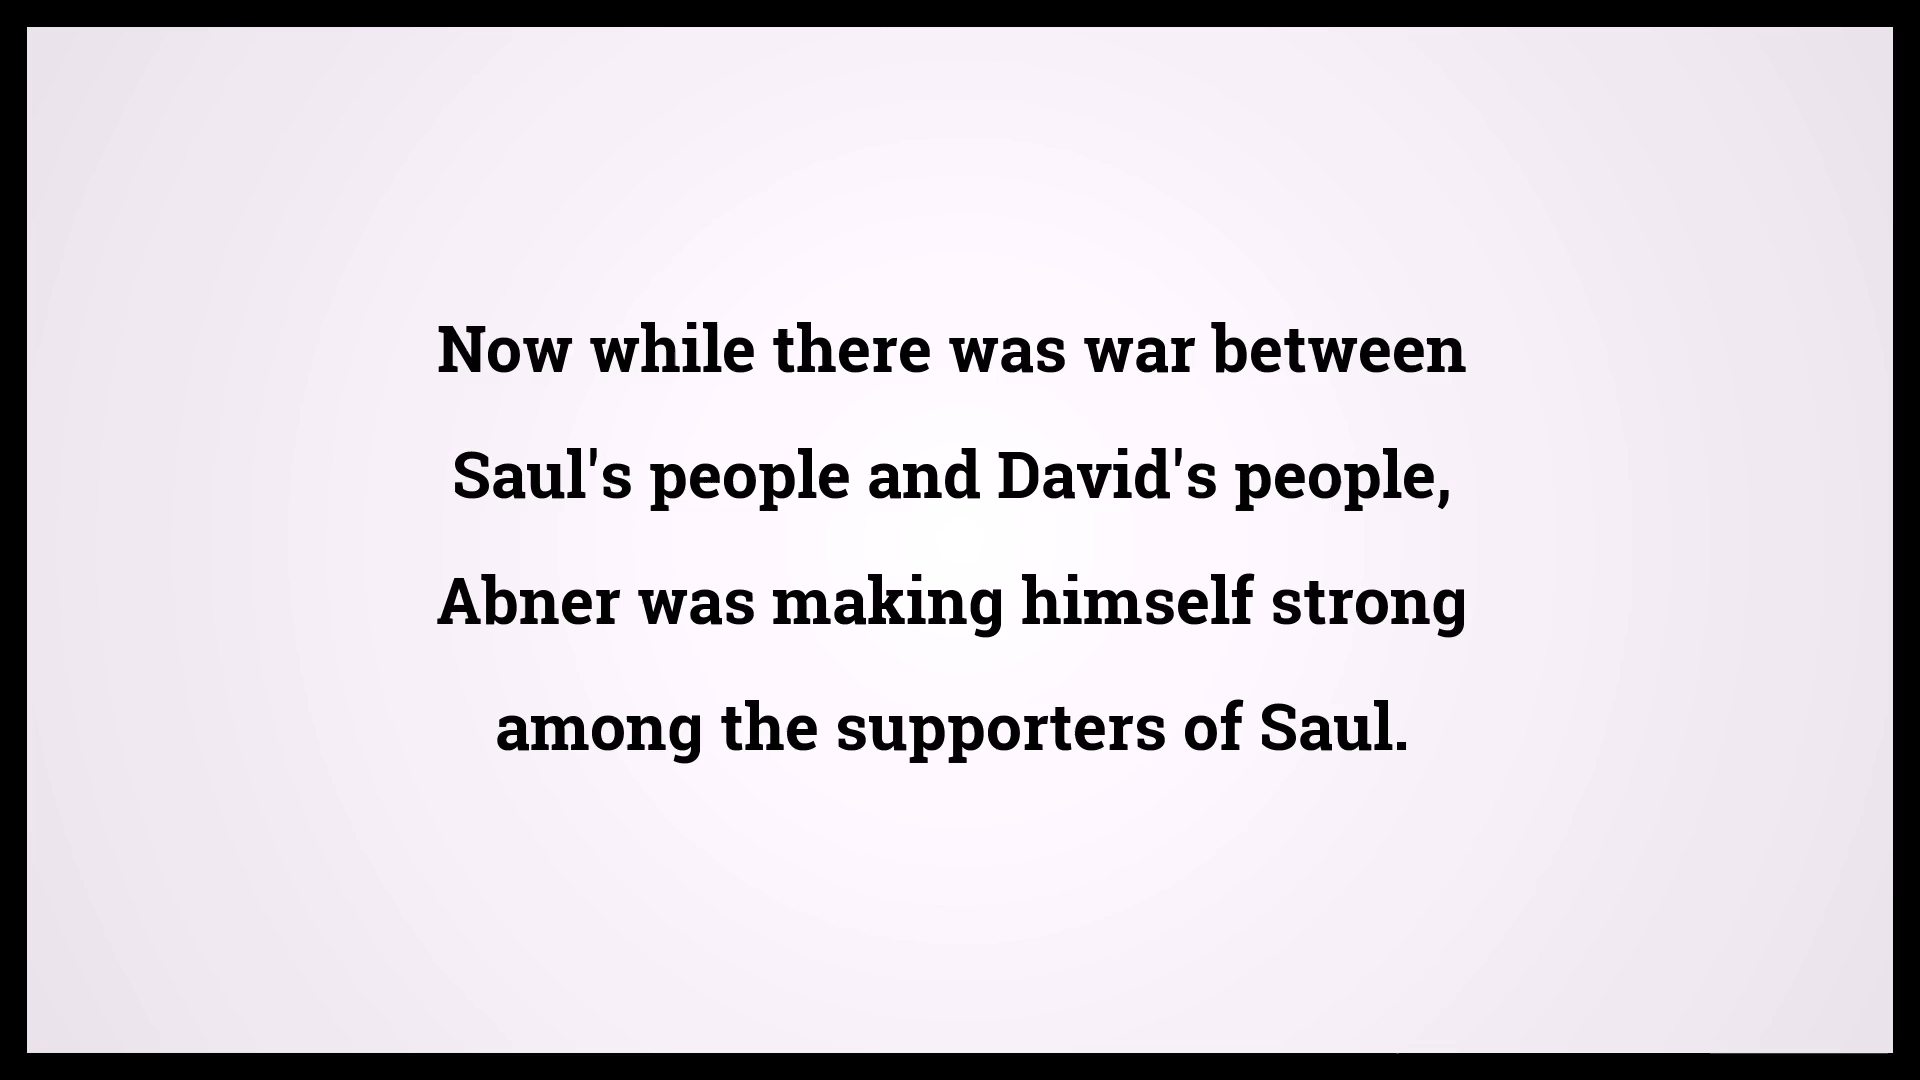 Now while there was war between
Saul's people and David's people,
Abner was making himself strong
among the supporters of Saul.